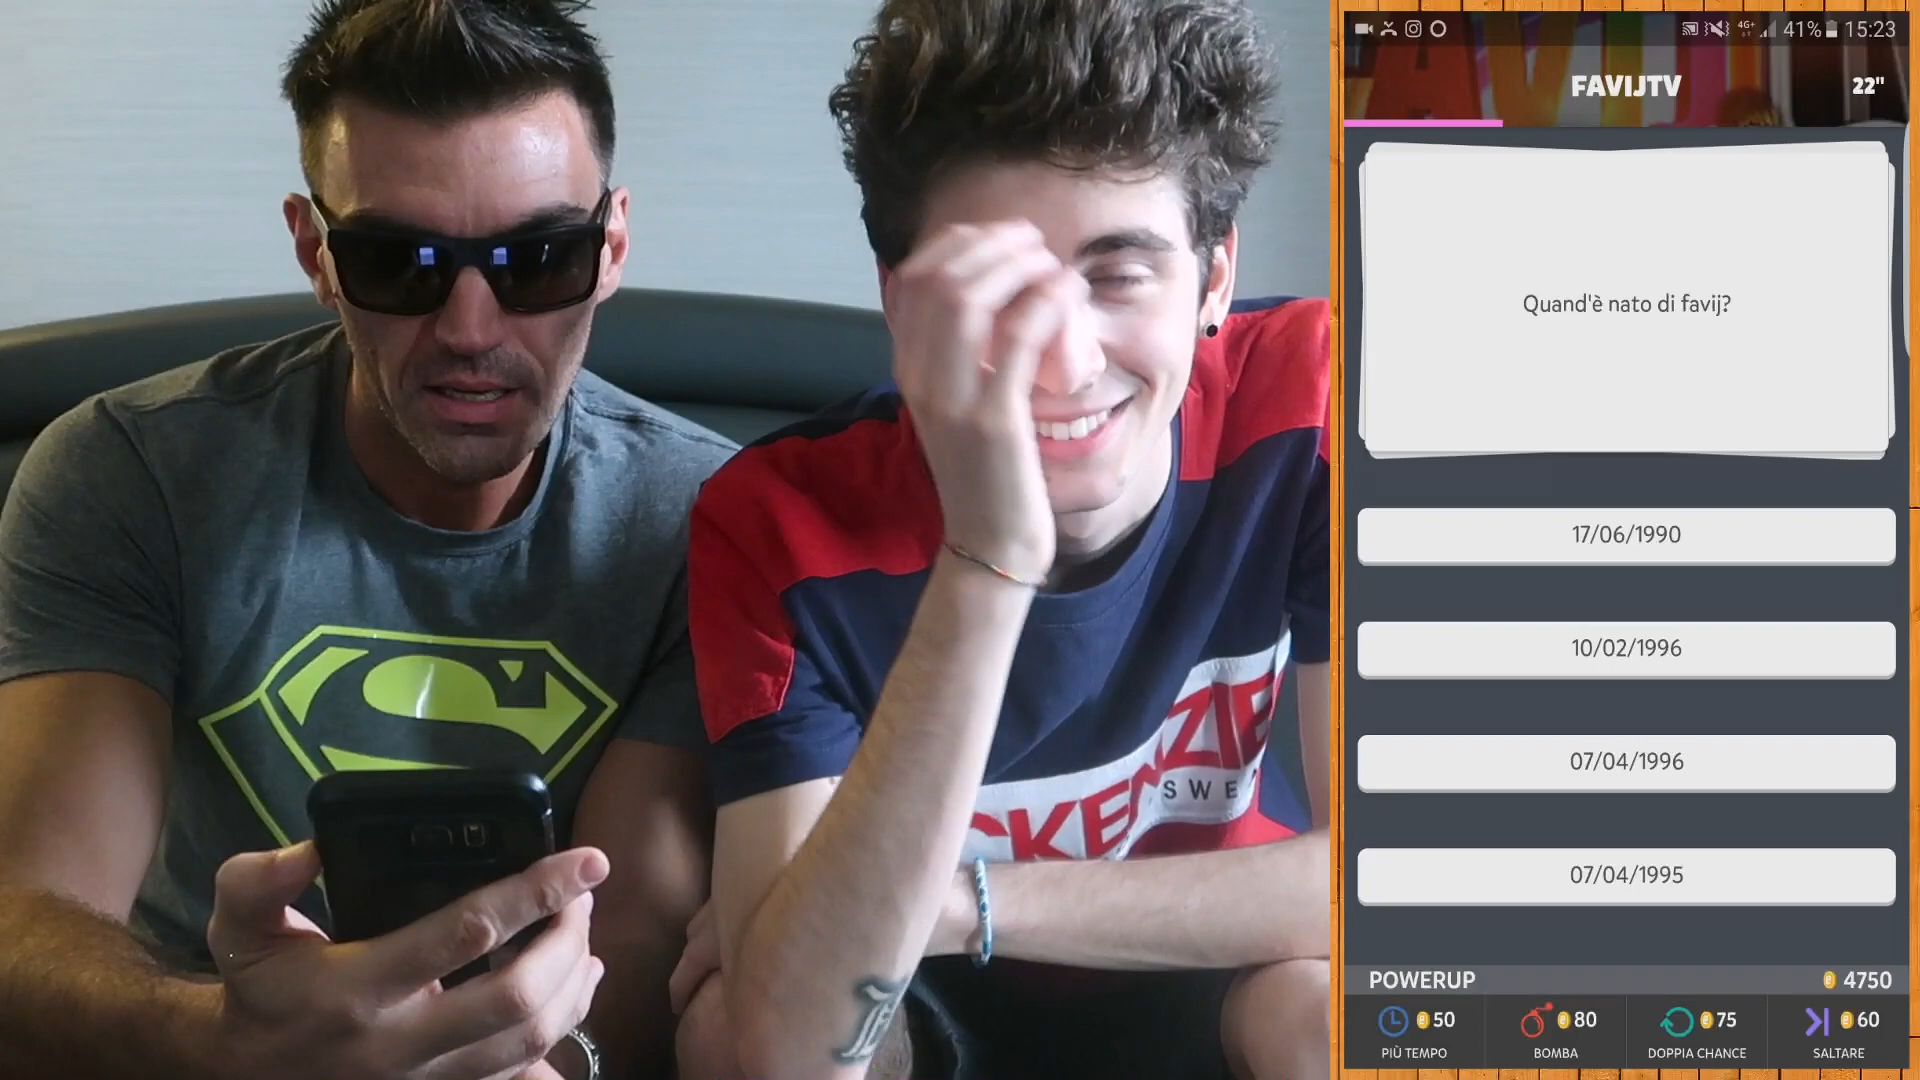 41% 15:23
FAVIJTV 22"
Quand'è nato di favij?
17/06/1990
10/02/1996
07/04/1996
07/04/1995
POWERUP 4750
50 80 75 60
PIÙ TEMPO BOMBA DOPPIA CHANCE SALTARE
CKENZIE
SWE